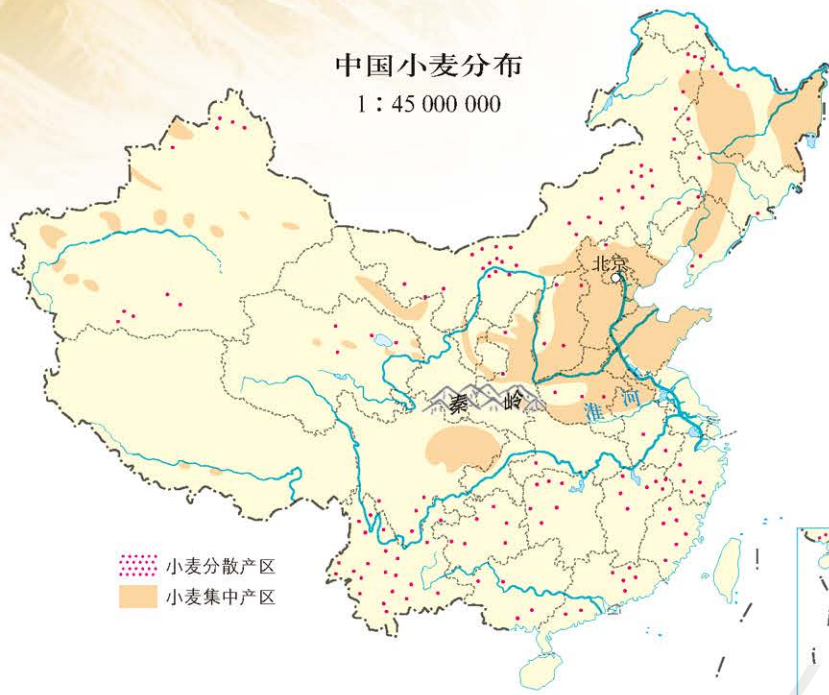 中国小麦分布
1：45 000 000
北京
秦岭
淮河
小麦分散产区
小麦集中产区